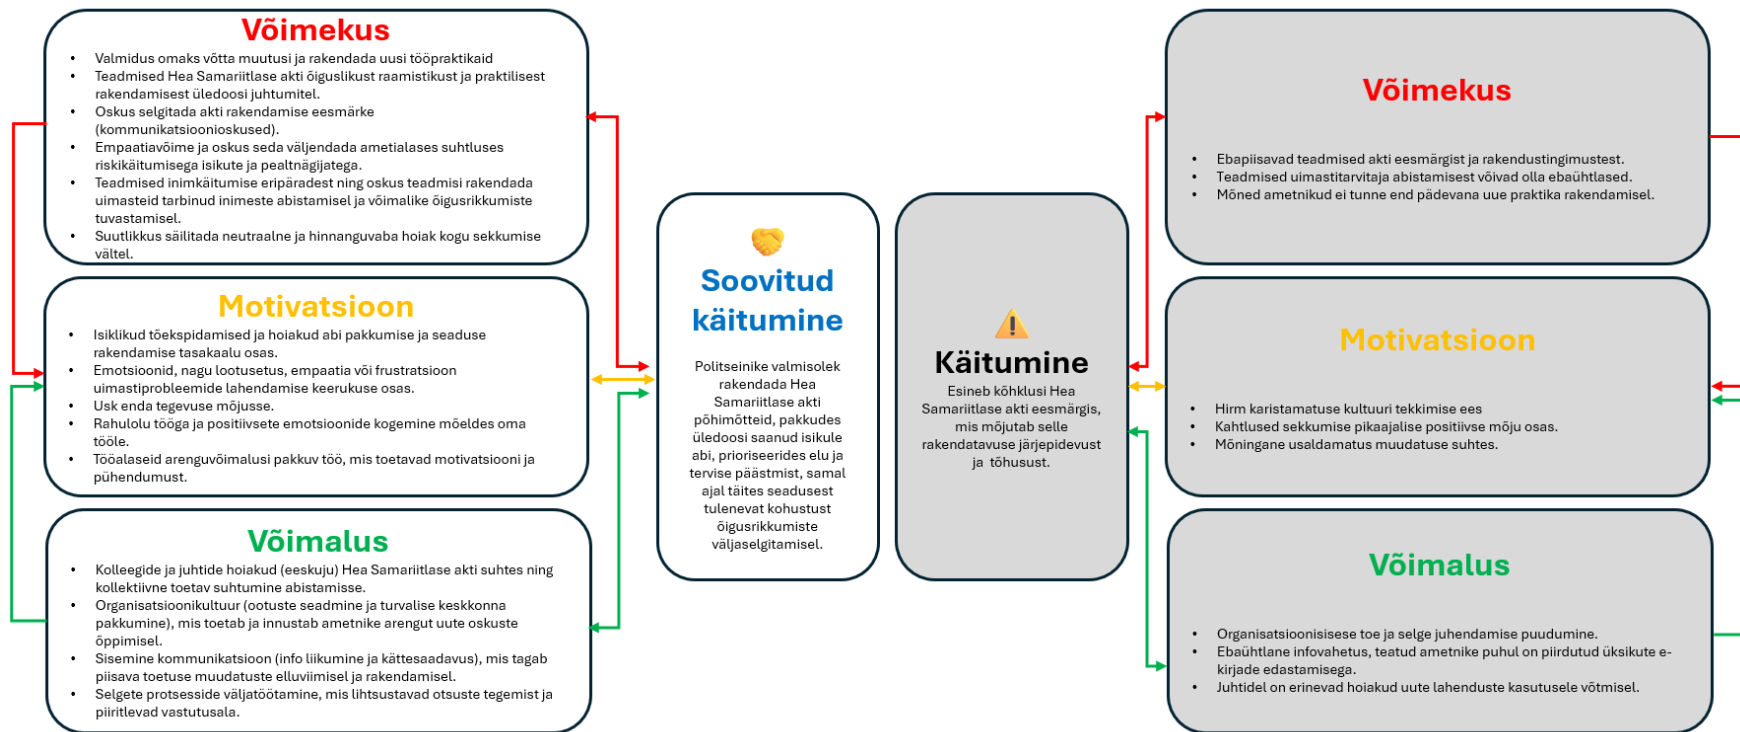 Võimekus
• Valmidus omaks võtta muutusi ja rakendada uusi tööpraktikaid
• Teadmised Hea Samariitlase akti õiguslikust raamistikust ja praktilisest
rakendamisest üledoosi juhtumitel.
• Oskus selgitada akti rakendamise eesmärke
(kommunikatsioonioskused).
• Empaatiavõime ja oskus seda väljendada ametialases suhtluses
riskikäitumisega isikute ja pealtnägijatega.
• Teadmised inimkäitumise eripäradest ning oskus teadmisi rakendada
uimasteid tarbinud inimeste abistamisel ja võimalike õigusrikkumiste
tuvastamisel.
• Suutlikkus säilitada neutraalne ja hinnanguvaba hoiak kogu sekkumise
vältel.
Motivatsioon
• Isiklikud tõekspidamised ja hoiakud abi pakkumise ja seaduse
rakendamise tasakaalu osas.
• Emotsioonid, nagu lootusetus, empaatia või frustratsioon
uimastiprobleemide lahendamise keerukuse osas.
• Usk enda tegevuse mõjusse.
• Rahulolu tööga ja positiivsete emotsioonide kogemine mõeldes oma
tööle.
• Tööalaseid arenguvõimalusi pakkuv töö, mis toetavad motivatsiooni ja
pühendumust.
Võimalus
• Kolleegide ja juhtide hoiakud (eeskuju) Hea Samariitlase akti suhtes ning
kollektiivne toetav suhtumine abistamisse.
• Organisatsioonikultuur (ootuste seadmine ja turvalise keskkonna
pakkumine), mis toetab ja innustab ametnike arengut uute oskuste
õppimisel.
• Sisemine kommunikatsioon (info liikumine ja kättesaadavus), mis tagab
piisava toetuse muudatuste elluviimisel ja rakendamisel.
• Selgete protsesside väljatöötamine, mis lihtsustavad otsuste tegemist ja
piiritlevad vastutusala.
Soovitud
käitumine
Politseinike valmisolek
rakendada Hea
Samariitlase akti
põhimõtteid, pakkudes
üledoosi saanud isikule
abi, prioriseerides elu ja
tervise päästmist, samal
ajal täites seadusest
tulenevat kohustust
õigusrikkumiste
väljaselgitamisel.
Käitumine
Esineb kõhklusi Hea
Samariitlase akti eesmärgis,
mis mõjutab selle
rakendatavuse järjepidevust
ja tõhusust.
Võimekus
• Ebapiisavad teadmised akti eesmärgist ja rakendustingimustest.
• Teadmised uimastitarvitaja abistamisest võivad olla ebaühtlased.
• Mõned ametnikud ei tunne end pädevana uue praktika rakendamisel.
Motivatsioon
• Hirm karistamatuse kultuuri tekkimise ees
• Kahtlused sekkumise pikaajalise positiivse mõju osas.
• Mõningane usaldamatus muudatuse suhtes.
Võimalus
• Organisatsioonisisese toe ja selge juhendamise puudumine.
• Ebaühtlane infovahetus, teatud ametnike puhul on piirdutud üksikute e-
kirjade edastamisega.
• Juhtidel on erinevad hoiakud uute lahenduste kasutusele võtmisel.